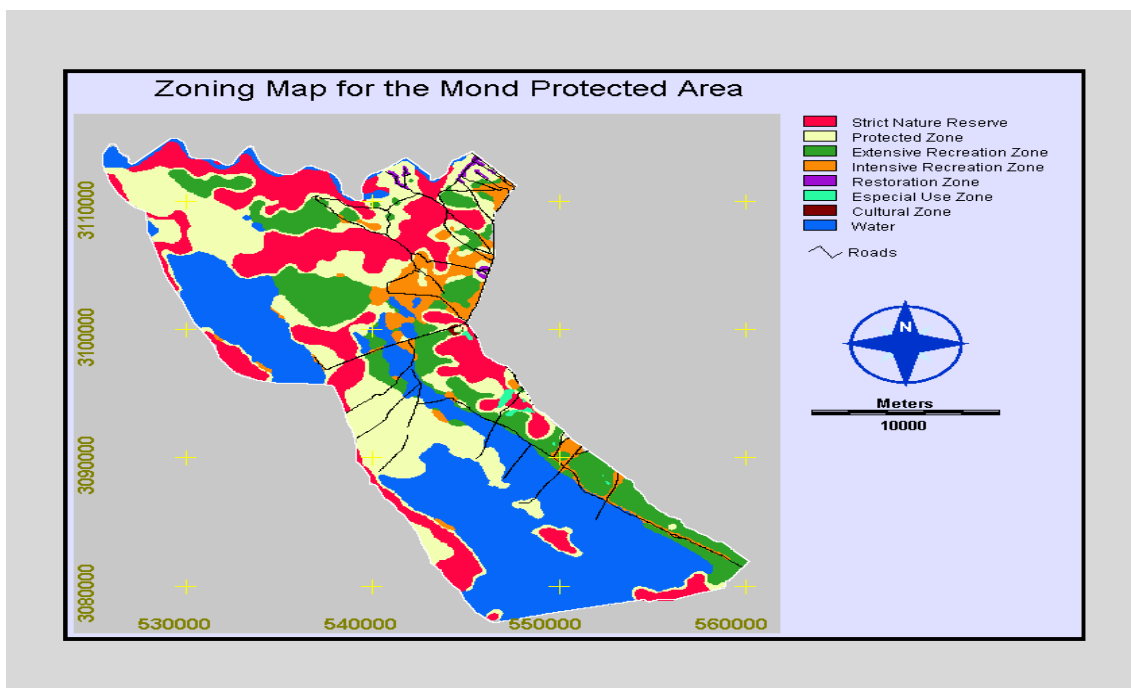 Zoning Map for the Mond Protected Area
Strict Nature Reserve
Protected Zone
Extensive Recreation Zone
Intensive Recreation Zone
Restoration Zone
Especial Use Zone
Cultural Zone
Water
Roads
N
Meters
10000
3110000
3100000
3090000
3080000
530000
540000
550000
560000